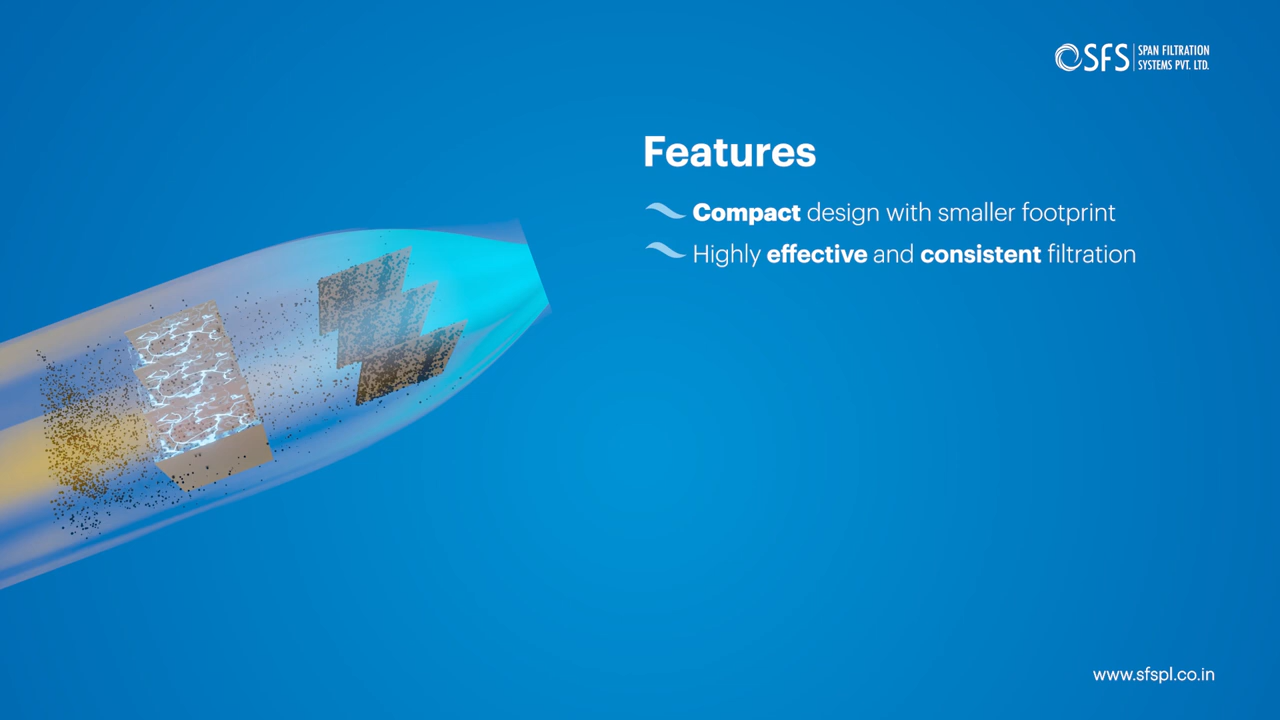 SFS
SPAN FILTRATION
SYSTEMS PVT. LTD.
Features
Compact design with smaller footprint
Highly effective and consistent filtration
www.sfspl.co.in